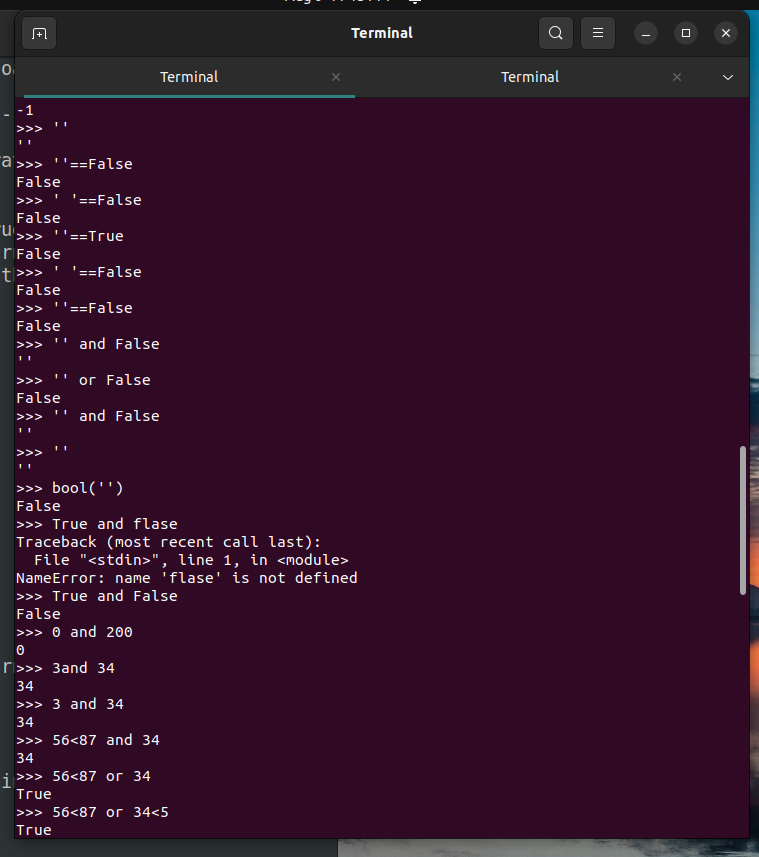 Terminal
Terminal
Terminal
-1
>>> ''
''
>>> ''==False
False
>>> ' '==False
False
>>> ''==True
False
>>> ' '==False
False
>>> ''==False
False
>>> '' and False
''
>>> '' or False
False
>>> '' and False
''
>>> ''
''
>>> bool('')
False
>>> True and flase
Traceback (most recent call last):
  File "<stdin>", line 1, in <module>
NameError: name 'flase' is not defined
>>> True and False
False
>>> 0 and 200
0
>>> 3and 34
34
>>> 3 and 34
34
>>> 56<87 and 34
34
>>> 56<87 or 34
True
>>> 56<87 or 34<5
True